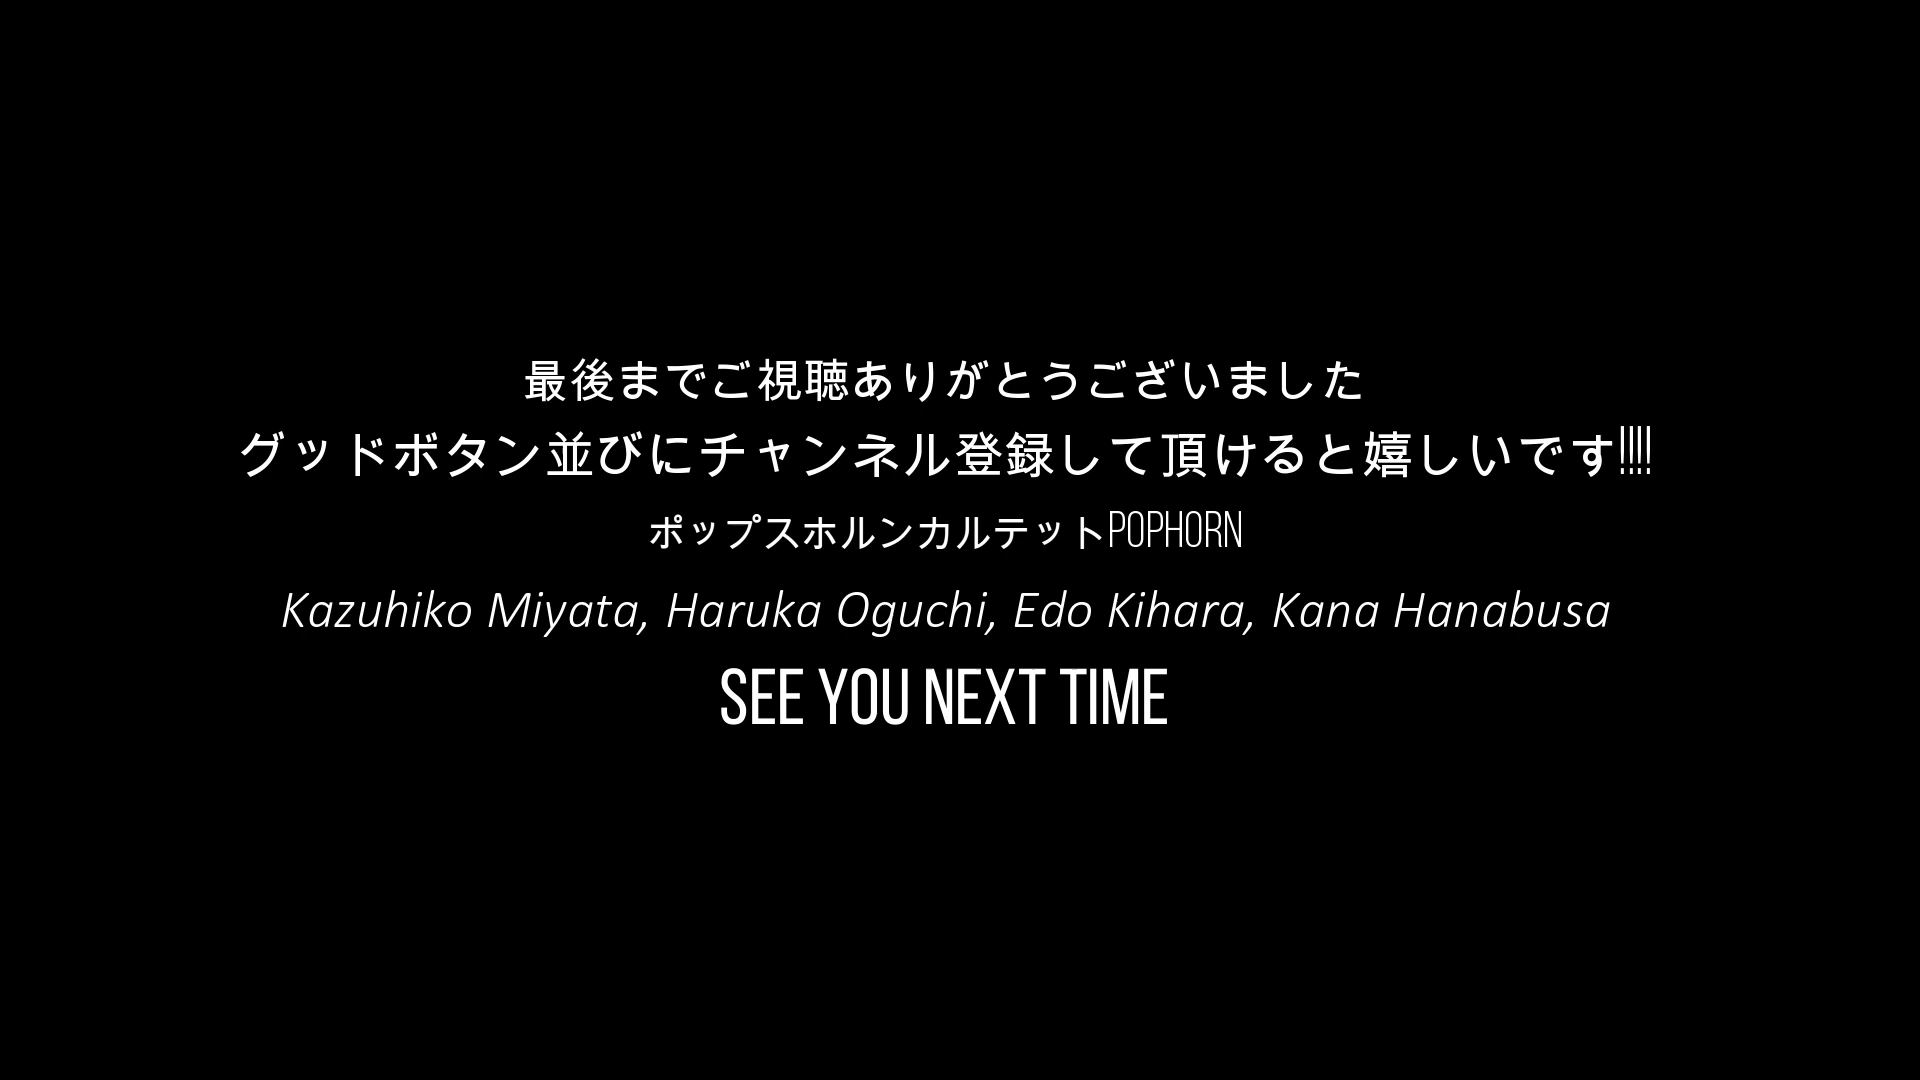 最後までご視聴ありがとうございました
グッドボタン並びにチャンネル登録して頂けると嬉しいです!!!!
ポップスホルンカルテットPOPHORN
Kazuhiko Miyata, Haruka Oguchi, Edo Kihara, Kana Hanabusa
SEE YOU NEXT TIME